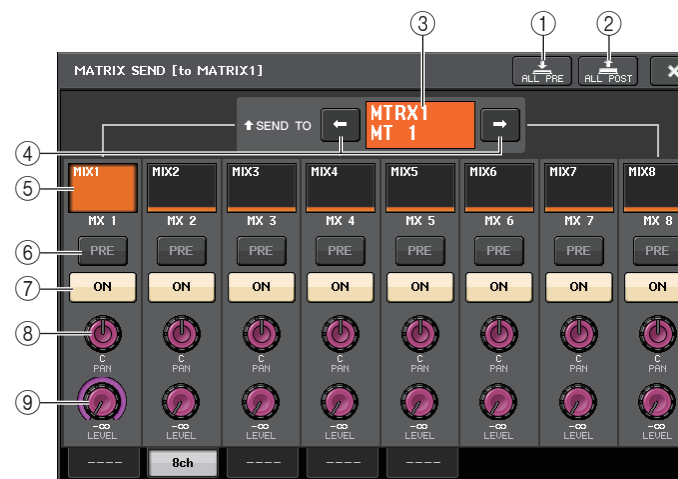 ③ ① ②
MATRIX SEND [to MATRIX1] ALL PRE ALL POST ×
SEND TO ← MTRX1 →
MT 1
④
⑤ MIX1 MIX2 MIX3 MIX4 MIX5 MIX6 MIX7 MIX8
MX 1 MX 2 MX 3 MX 4 MX 5 MX 6 MX 7 MX 8
⑥ PRE PRE PRE PRE PRE PRE PRE PRE
⑦ ON ON ON ON ON ON ON ON
⑧ C C C C C C C C
PAN PAN PAN PAN PAN PAN PAN PAN
⑨ -∞ -∞ -∞ -∞ -∞ -∞ -∞ -∞
LEVEL LEVEL LEVEL LEVEL LEVEL LEVEL LEVEL LEVEL
---- 8ch ---- ---- ----